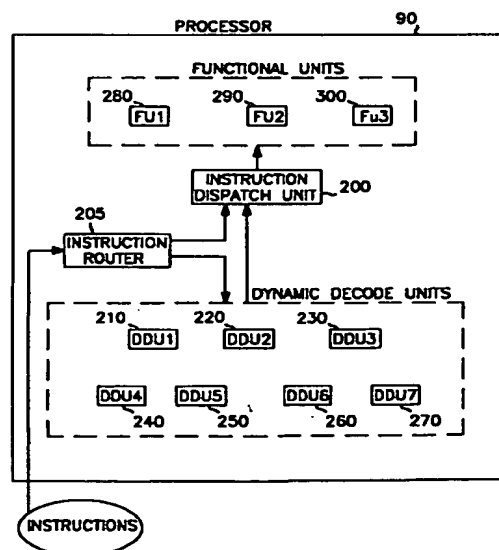 PROCESSOR
90
FUNCTIONAL UNITS
280
290
300
FU1
FU2
Fu3
INSTRUCTION
DISPATCH UNIT
200
205
INSTRUCTION
ROUTER
DYNAMIC DECODE UNITS
210
220
230
DDU1
DDU2
DDU3
DDU4
DDU5
DDU6
DDU7
240
250
260
270
INSTRUCTIONS